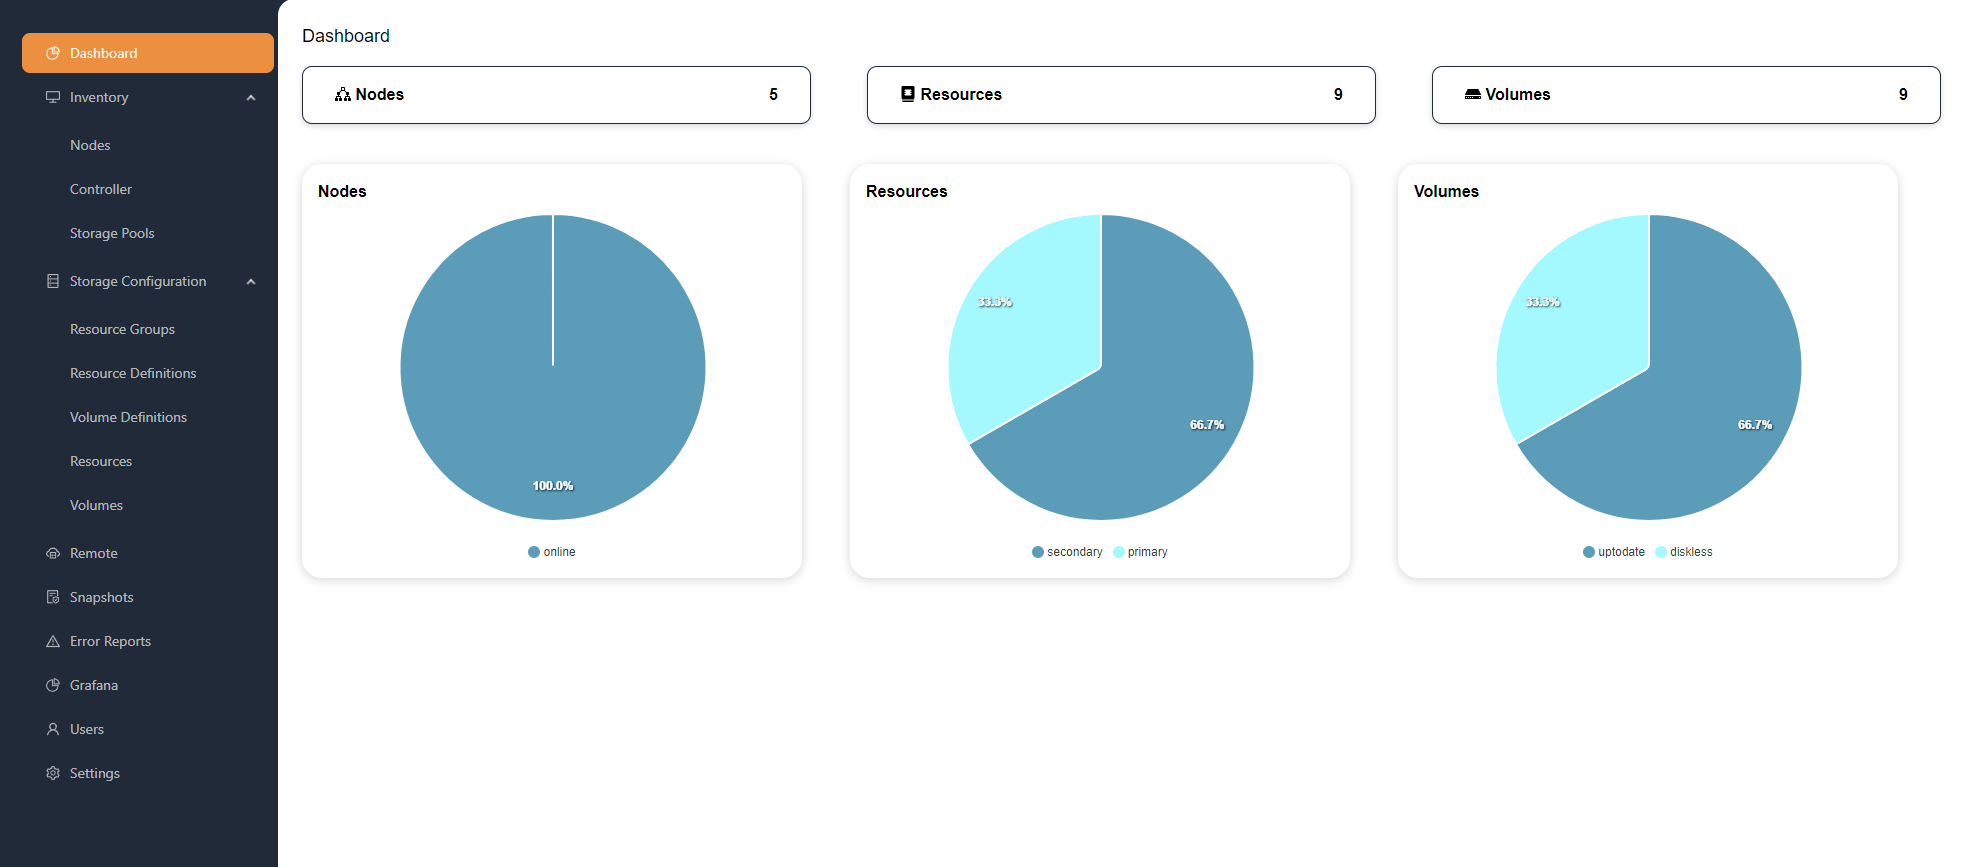 Dashboard
Inventory
Nodes
Controller
Storage Pools
Storage Configuration
Resource Groups
Resource Definitions
Volume Definitions
Resources
Volumes
Remote
Snapshots
Error Reports
Grafana
Users
Settings
Dashboard
Nodes 5
Resources 9
Volumes 9
Nodes
100.0%
online
Resources
33.3%
66.7%
secondary primary
Volumes
33.3%
66.7%
uptodate diskless